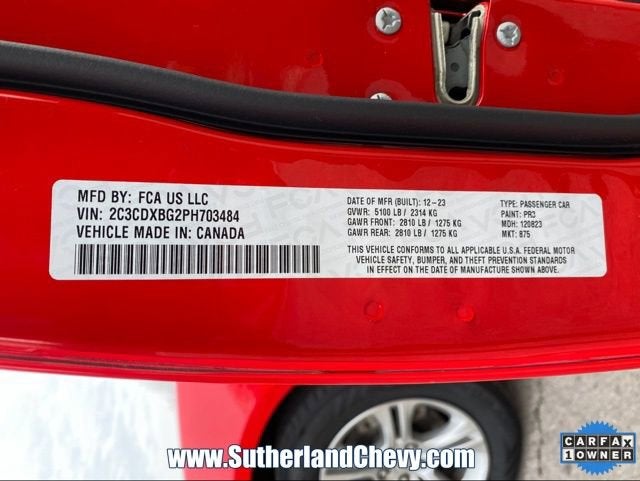 MFD BY: FCA US LLC
VIN: 2C3CDXBG2PH703484
VEHICLE MADE IN: CANADA
DATE OF MFR (BUILT): 12-23
GVWR: 5100 LB / 2314 KG
GAWR FRONT: 2810 LB / 1275 KG
GAWR REAR: 2810 LB / 1275 KG
TYPE: PASSENGER CAR
PAINT: PR3
MDH: 120823
MKT: 875
THIS VEHICLE CONFORMS TO ALL APPLICABLE U.S.A. FEDERAL MOTOR
VEHICLE SAFETY, BUMPER, AND THEFT PREVENTION STANDARDS
IN EFFECT ON THE DATE OF MANUFACTURE SHOWN ABOVE.
www.SutherlandChevy.com
CARFAX
1 OWNER